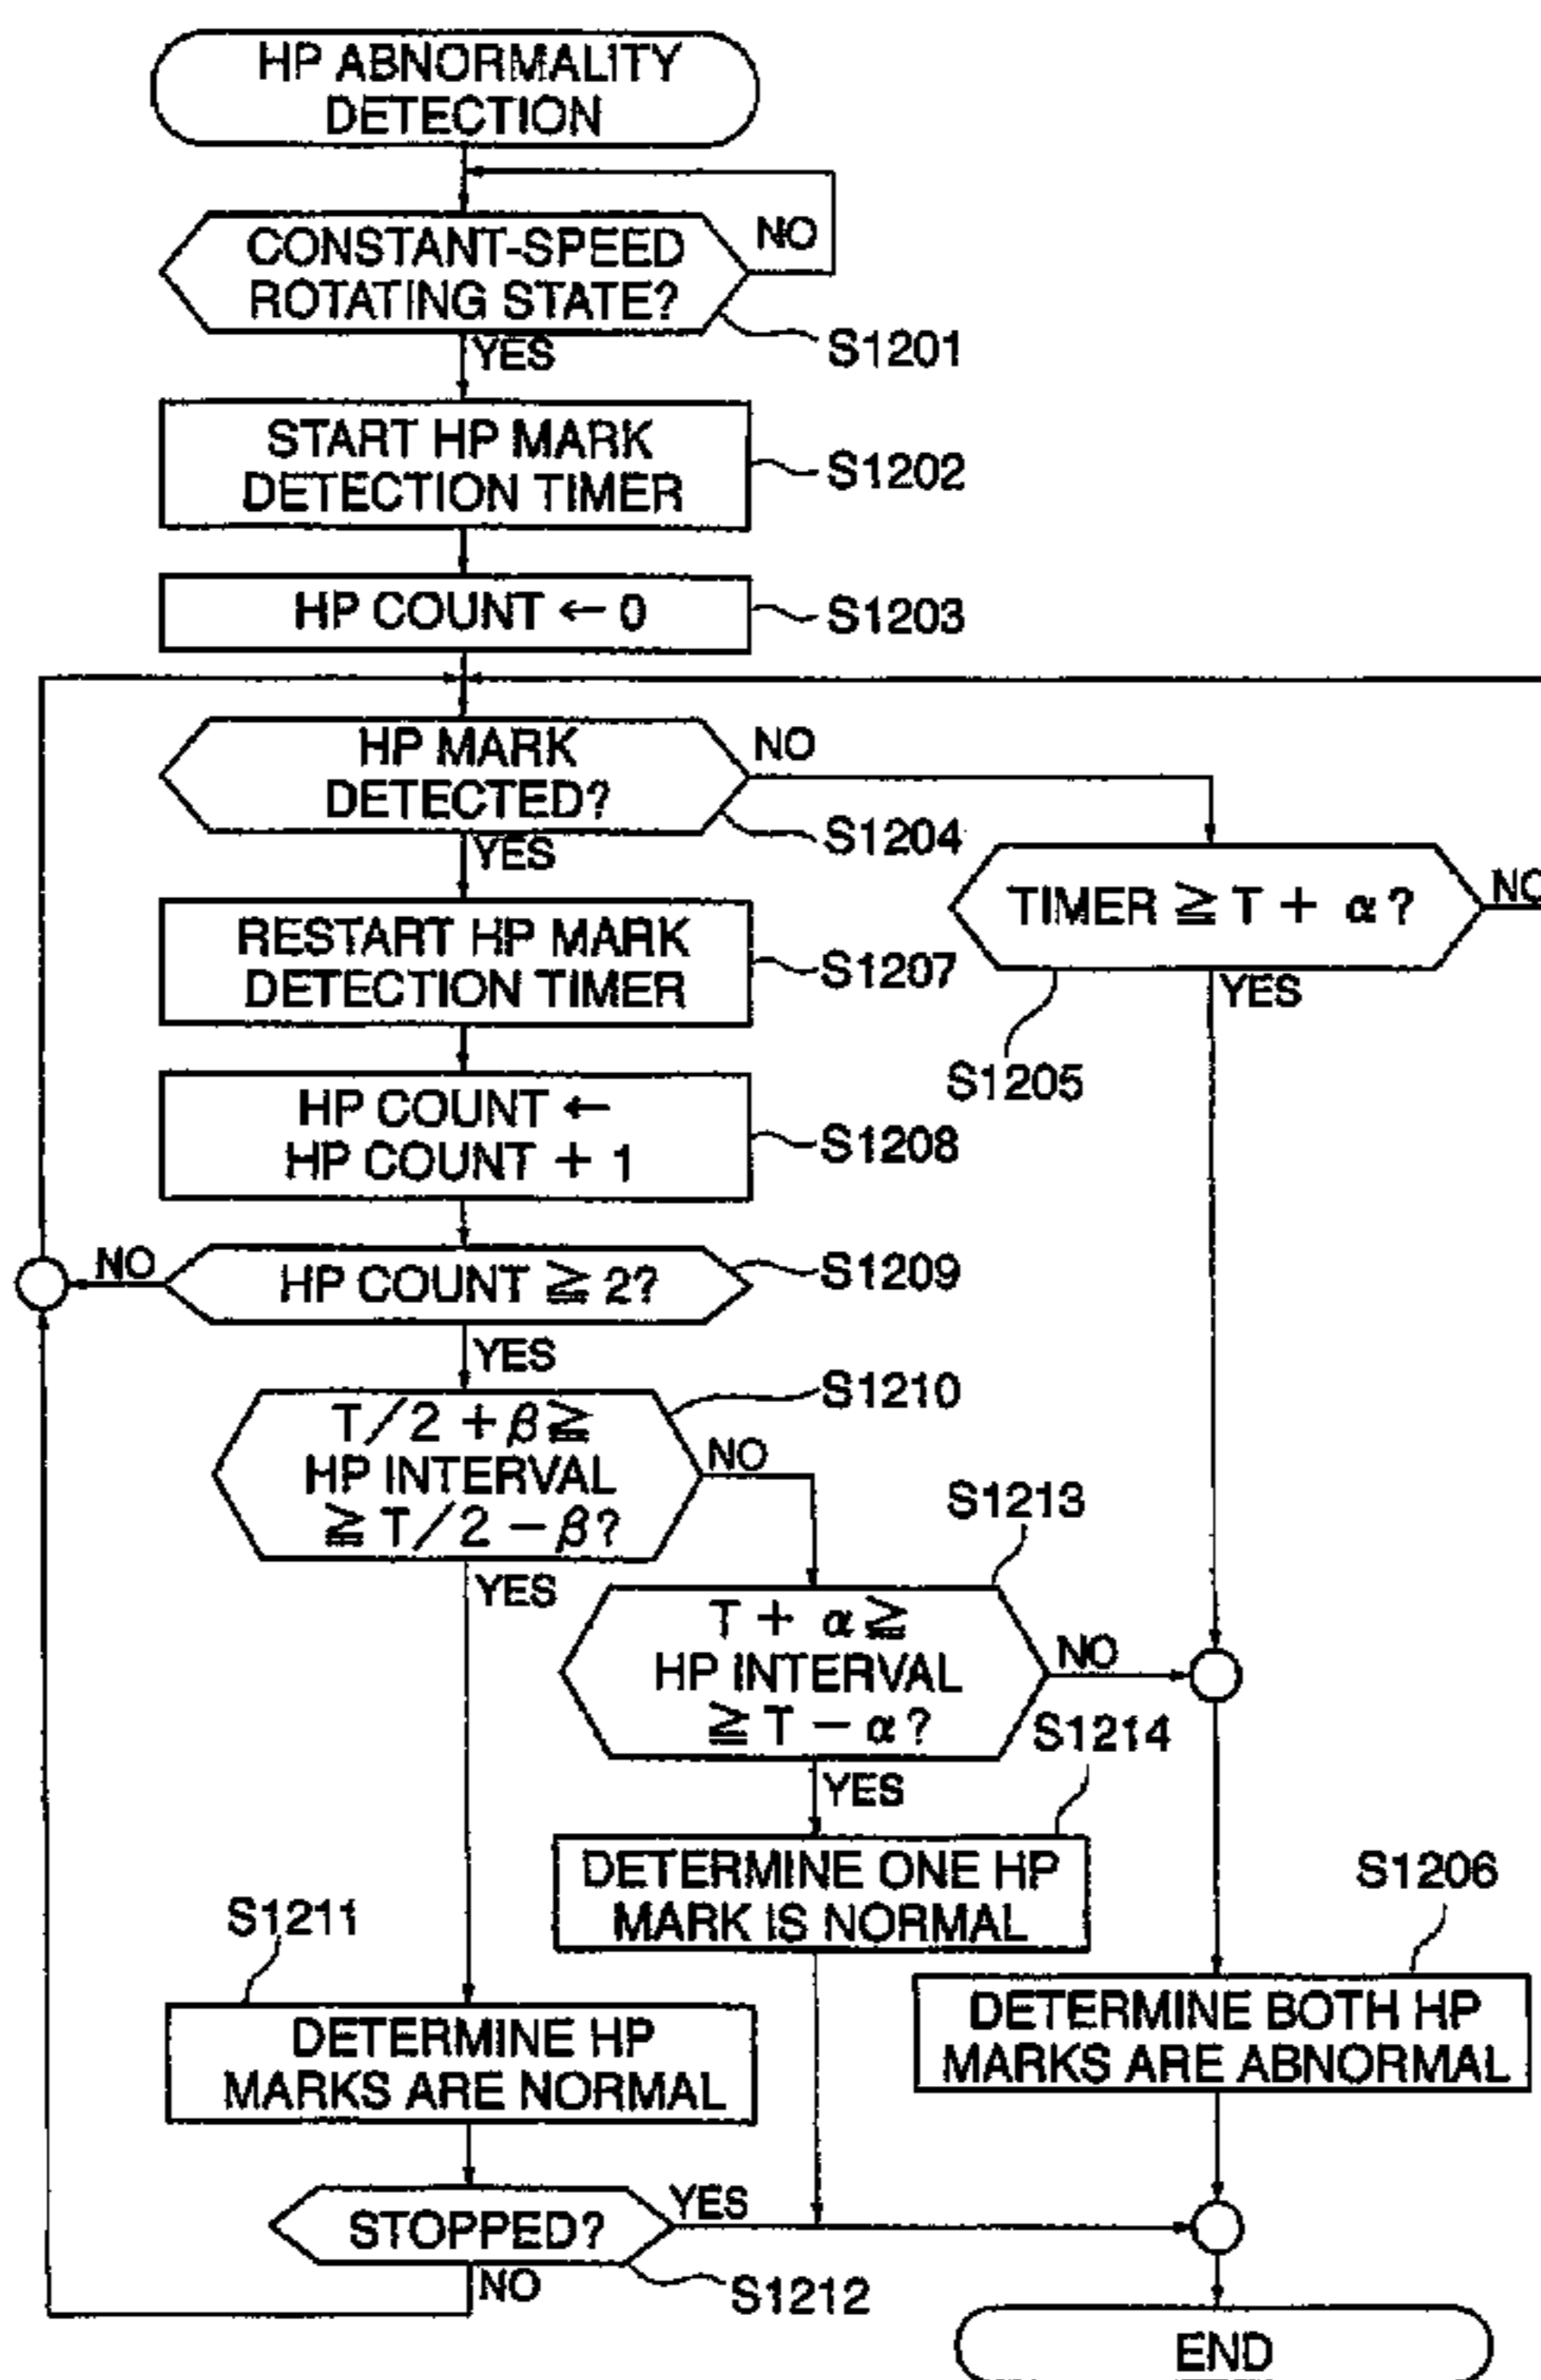 HP ABNORMALITY
DETECTION
NO
CONSTANT-SPEED
ROTATING STATE?
S1201
YES
START HP MARK
DETECTION TIMER
S1202
HP COUNT ← 0
S1203
HP MARK
DETECTED?
NO
S1204
YES
TIMER ≧ T + α?
NO
YES
S1205
RESTART HP MARK
DETECTION TIMER
S1207
HP COUNT ←
HP COUNT + 1
S1208
NO
HP COUNT ≧ 2?
S1209
YES
S1210
T/2 + β ≧
HP INTERVAL
≧ T/2 − β?
NO
YES
S1213
T + α ≧
HP INTERVAL
≧ T − α?
NO
S1214
YES
DETERMINE ONE HP
MARK IS NORMAL
S1206
DETERMINE BOTH HP
MARKS ARE ABNORMAL
S1211
DETERMINE HP
MARKS ARE NORMAL
STOPPED?
YES
NO
S1212
END